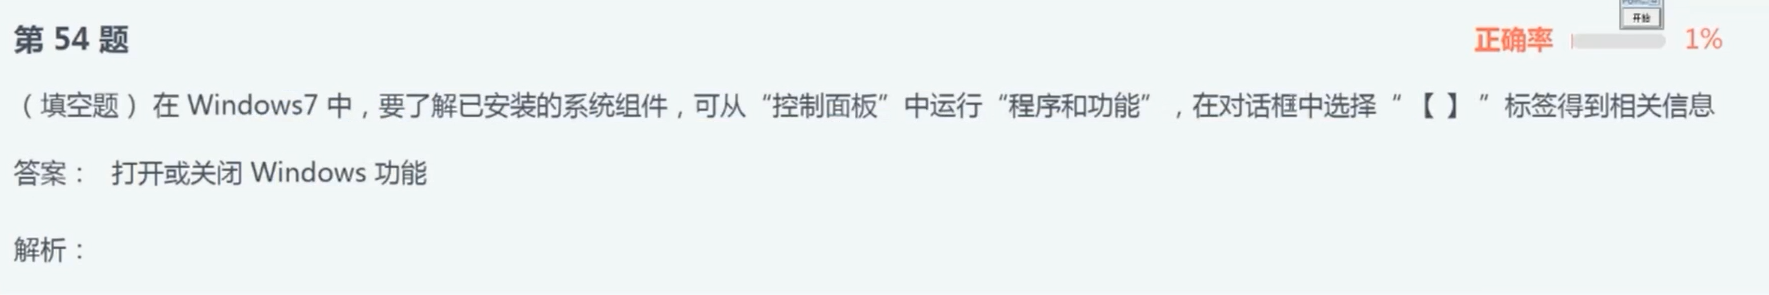 开始
第 54 题
正确率 1%
（ 填空题 ） 在 Windows7 中，要了解已安装的系统组件，可从“控制面板”中运行“程序和功能”，在对话框中选择“ 【 】 ”标签得到相关信息
答案： 打开或关闭 Windows 功能
解析：